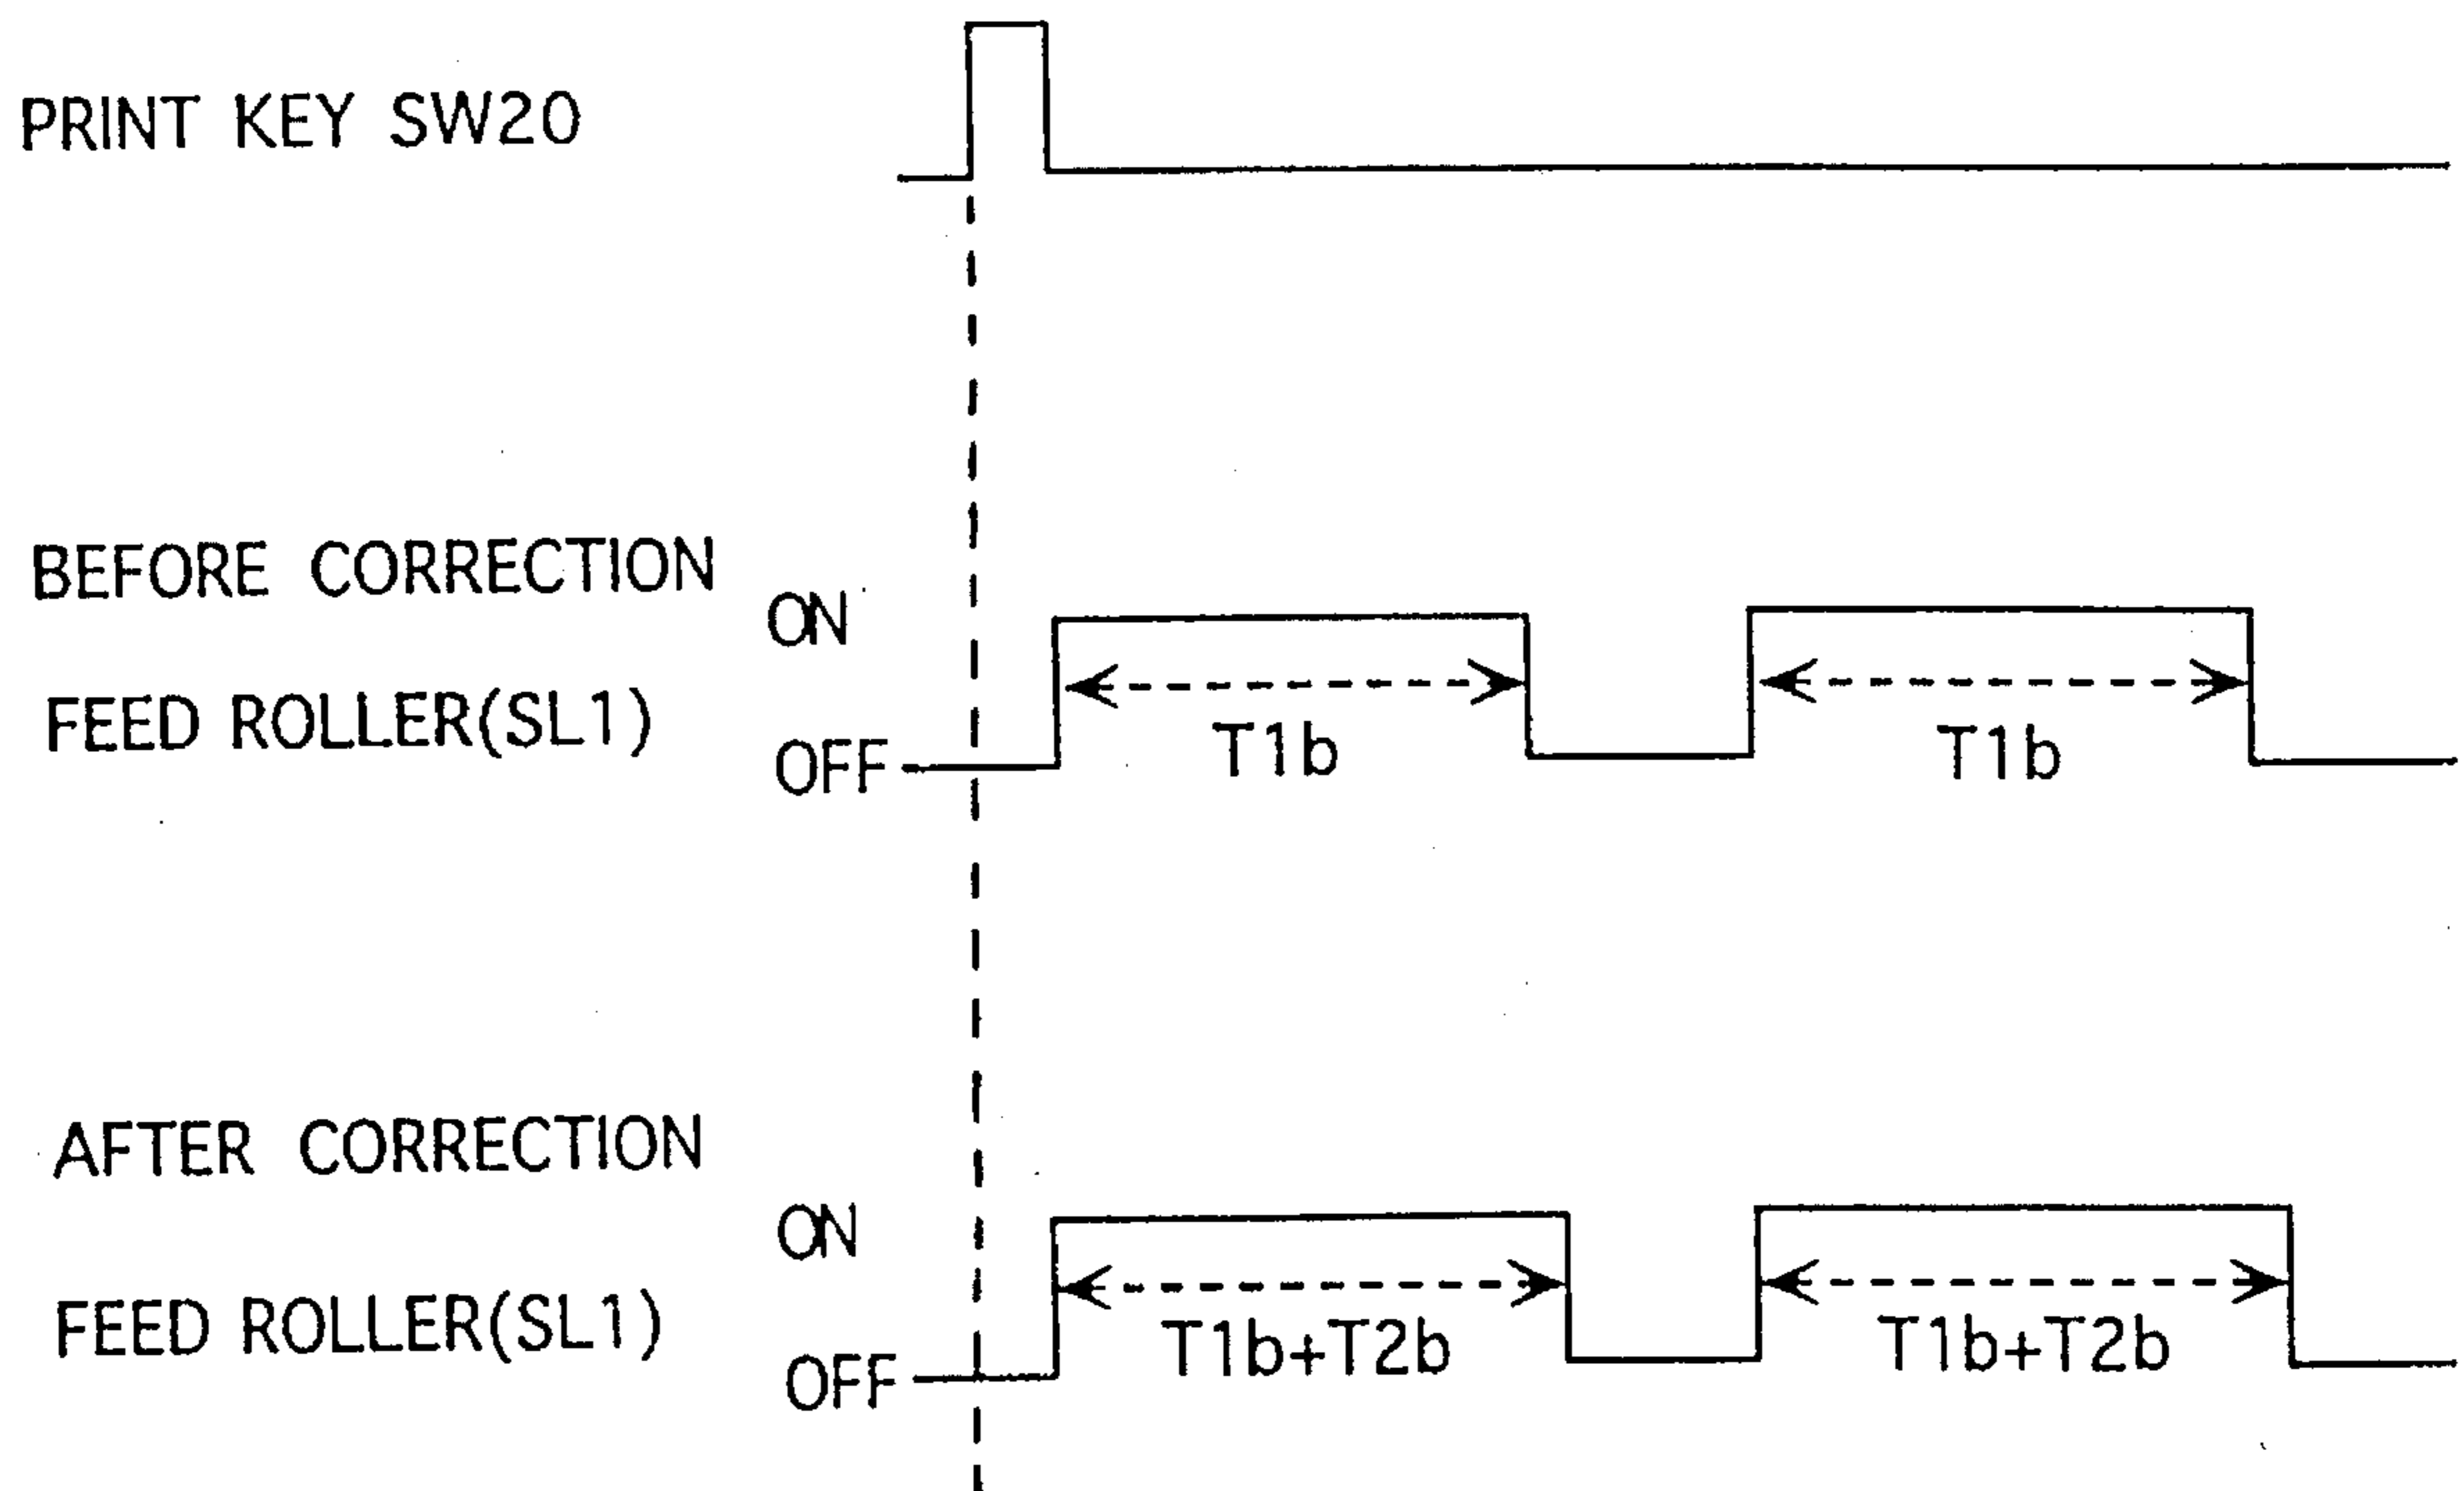 PRINT KEY SW20
BEFORE CORRECTION
ON
FEED ROLLER(SL1)
OFF
T1b
T1b
AFTER CORRECTION
ON
FEED ROLLER(SL1)
OFF
T1b+T2b
T1b+T2b